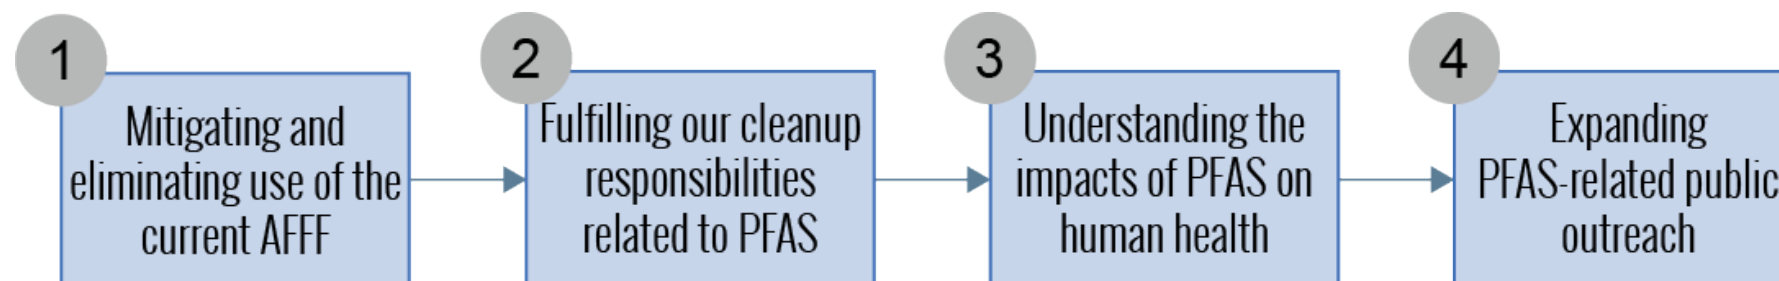 1
Mitigating and
eliminating use of the
current AFFF
2
Fulfilling our cleanup
responsibilities
related to PFAS
3
Understanding the
impacts of PFAS on
human health
4
Expanding
PFAS-related public
outreach